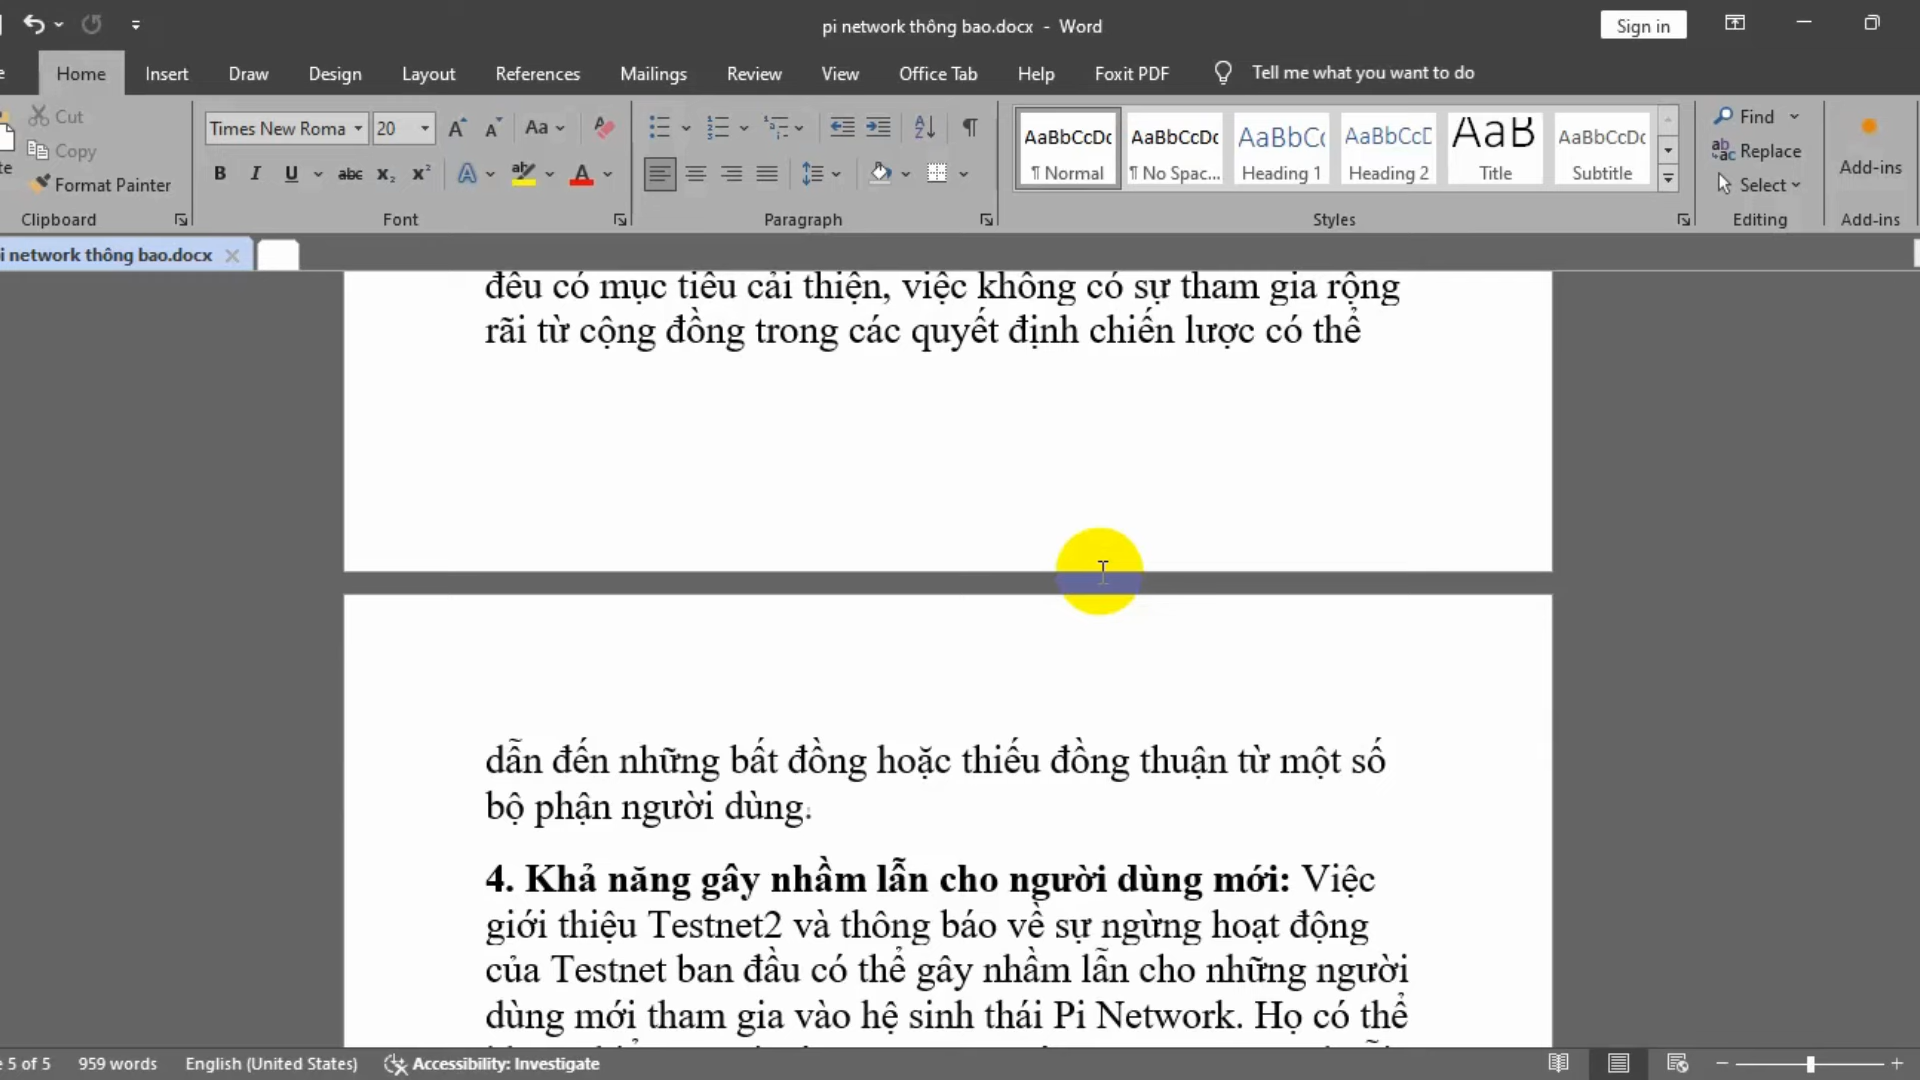 pi network thông bao.docx - Word
Sign in
Home Insert Draw Design Layout References Mailings Review View Office Tab Help Foxit PDF Tell me what you want to do
Cut
Copy
Format Painter
Clipboard
Times New Roma 20
Aa
B I U abc x₂ x²
Font
Paragraph
AaBbCcDc AaBbCcDc AaBbC AaBbCcD AaB AaBbCcDc
¶ Normal ¶ No Spac... Heading 1 Heading 2 Title Subtitle
Styles
Find
Replace
Select
Editing
Add-ins
Add-ins
i network thông bao.docx
đều có mục tiêu cải thiện, việc không có sự tham gia rộng
rãi từ cộng đồng trong các quyết định chiến lược có thể
dẫn đến những bất đồng hoặc thiếu đồng thuận từ một số
bộ phận người dùng.
4. Khả năng gây nhầm lẫn cho người dùng mới: Việc
giới thiệu Testnet2 và thông báo về sự ngừng hoạt động
của Testnet ban đầu có thể gây nhầm lẫn cho những người
dùng mới tham gia vào hệ sinh thái Pi Network. Họ có thể
5 of 5 959 words English (United States) Accessibility: Investigate